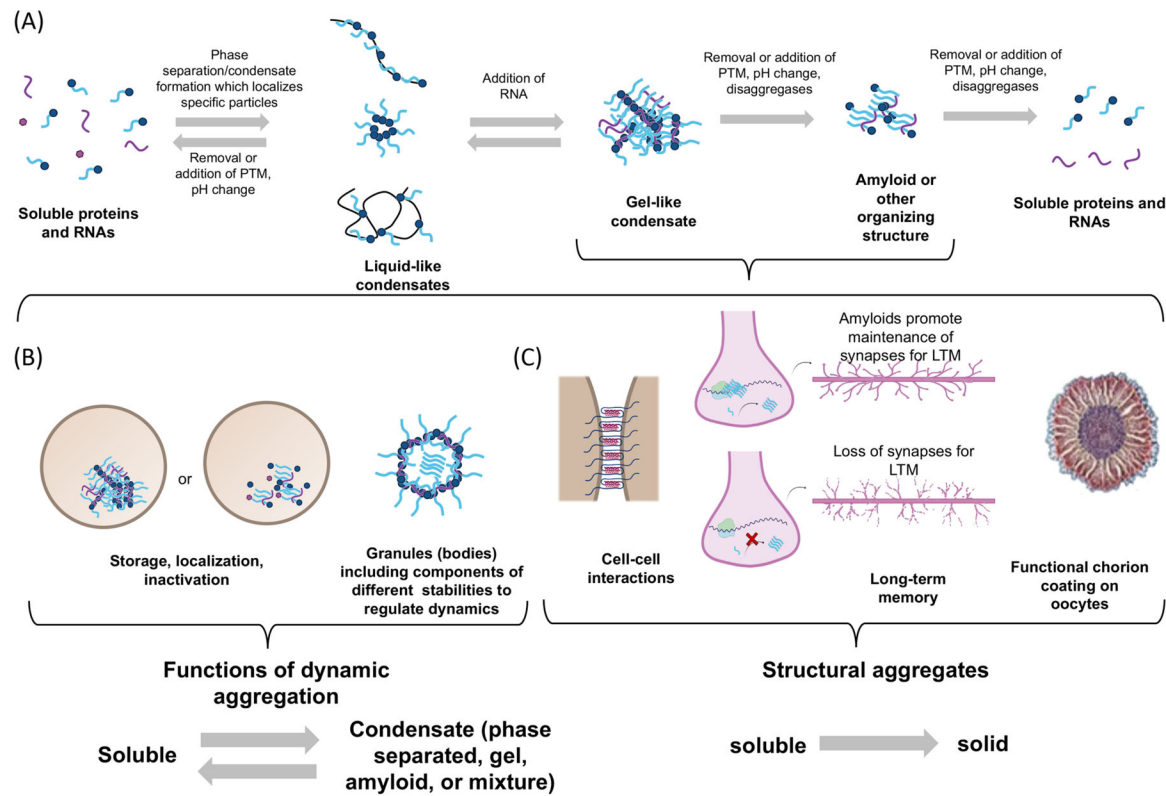 (A)
Phase
separation/condensate
formation which localizes
specific particles
Removal or
addition of PTM,
pH change
Soluble proteins
and RNAs
Liquid-like
condensates
Addition of
RNA
Gel-like
condensate
Removal or addition of
PTM, pH change,
disaggregases
Amyloid or
other
organizing
structure
Removal or addition of
PTM, pH change,
disaggregases
Soluble proteins and
RNAs
(B)
or
Storage, localization,
inactivation
Granules (bodies)
including components of
different stabilities to
regulate dynamics
Functions of dynamic
aggregation
Soluble
Condensate (phase
separated, gel,
amyloid, or mixture)
(C)
Cell-cell
interactions
Amyloids promote
maintenance of
synapses for LTM
Loss of synapses for
LTM
Long-term
memory
Functional chorion
coating on
oocytes
Structural aggregates
soluble
solid